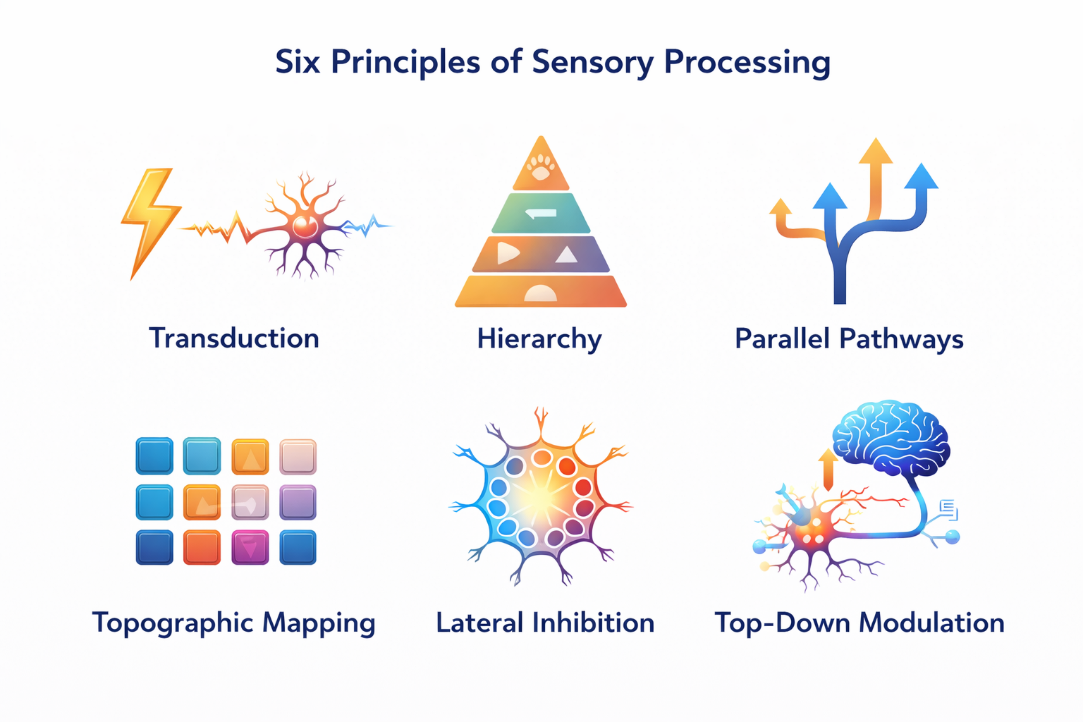 Six Principles of Sensory Processing
Transduction
Hierarchy
Parallel Pathways
Topographic Mapping
Lateral Inhibition
Top-Down Modulation